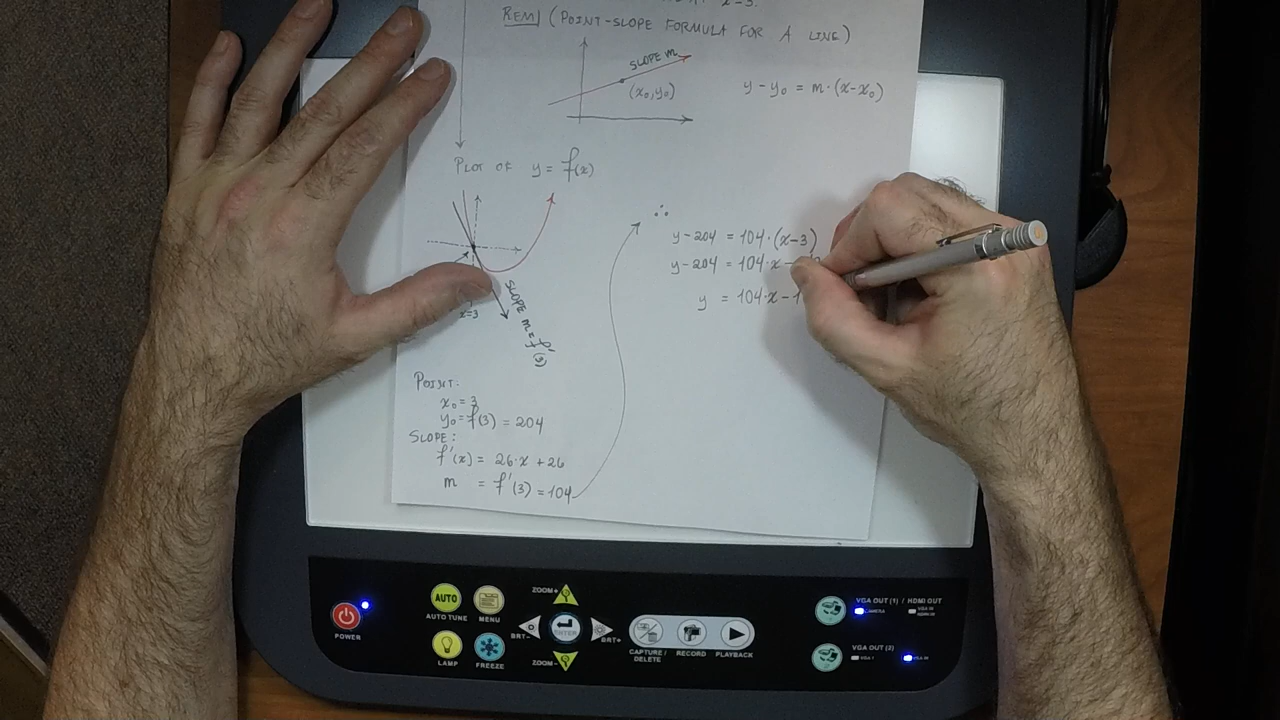 x-3.
REM) (POINT-SLOPE FORMULA FOR A LINE)
SLOPE m
(x₀,y₀)
y-y₀ = m·(x-x₀)
PLOT OF y = f(x)
x=3
SLOPE m=f'(3)
∴
y-204 = 104·(x-3)
y-204 = 104·x -
y = 104·x - 1
POINT:
x₀=3
y₀=f(3) = 204
SLOPE:
f'(x) = 26·x + 26
m = f'(3) = 104
POWER
AUTO
AUTO TUNE
MENU
LAMP
FREEZE
ZOOM+
BRT-
ENTER
BRT+
ZOOM-
CAPTURE / DELETE
RECORD
PLAYBACK
VGA OUT (1) / HDMI OUT
CAMERA
VGA OUT (2)